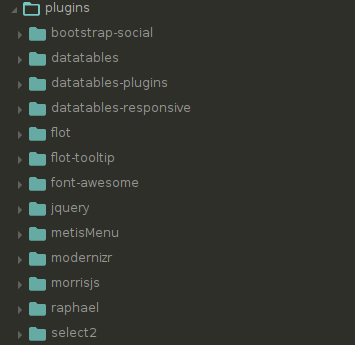 plugins
bootstrap-social
datatables
datatables-plugins
datatables-responsive
flot
flot-tooltip
font-awesome
jquery
metisMenu
modernizr
morrisjs
raphael
select2